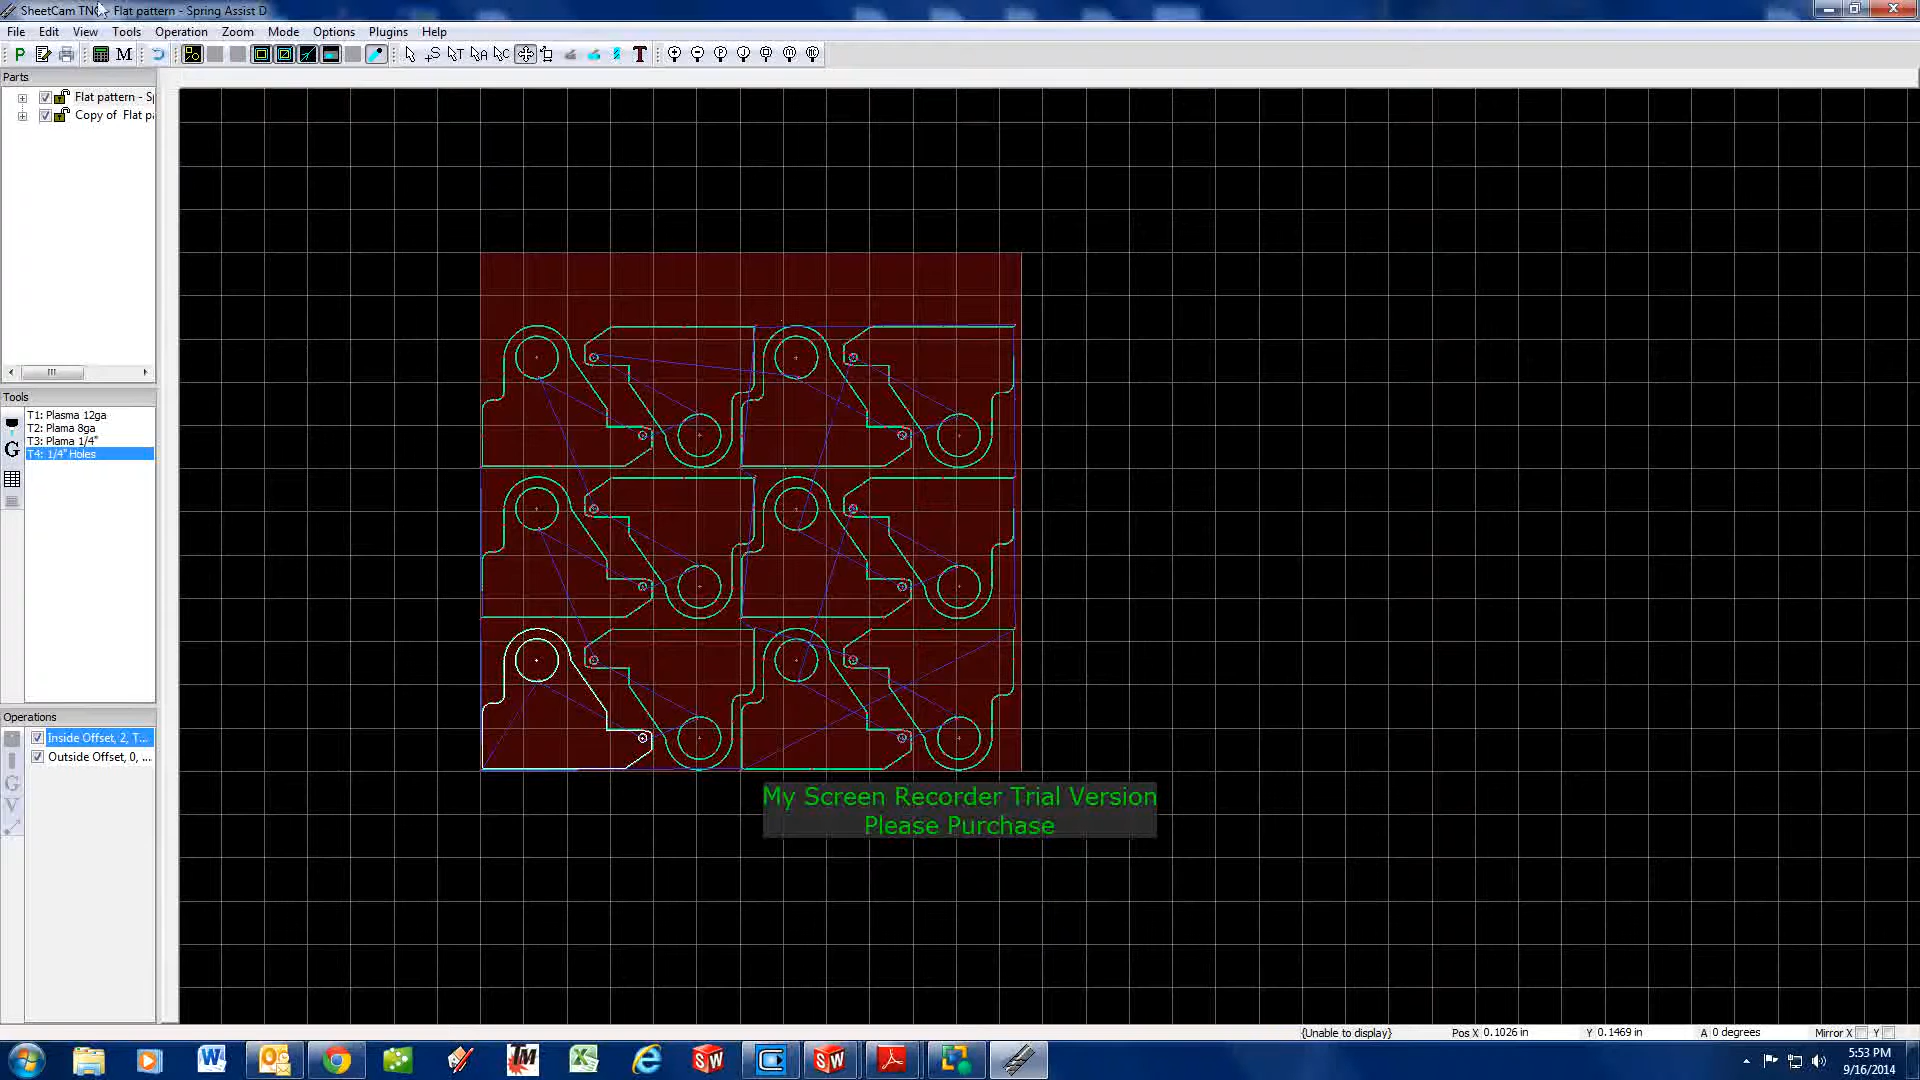 SheetCam TNG - Flat pattern - Spring Assist D
File Edit View Tools Operation Zoom Mode Options Plugins Help
Parts
Flat pattern - Sp
Copy of Flat pa
Tools
T1: Plasma 12ga
T2: Plama 8ga
T3: Plama 1/4"
T4: 1/4" Holes
Operations
Inside Offset, 2, T...
Outside Offset, 0, ...
My Screen Recorder Trial Version
Please Purchase
{Unable to display} Pos X 0.1026 in Y 0.1469 in A 0 degrees Mirror X Y
5:53 PM
9/16/2014